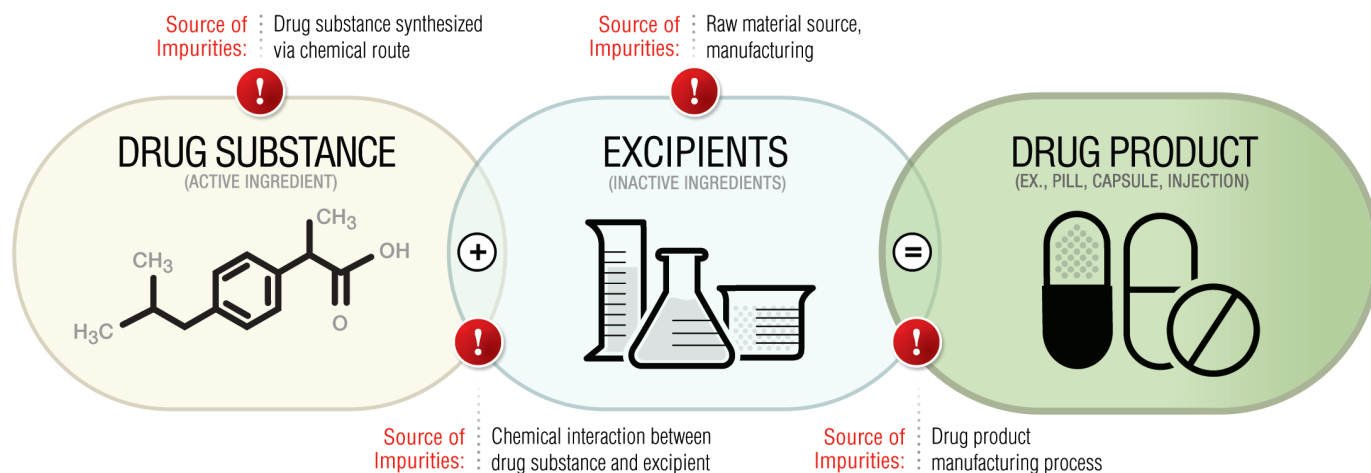 Source of Impurities: Drug substance synthesized via chemical route
Source of Impurities: Raw material source, manufacturing
DRUG SUBSTANCE
(ACTIVE INGREDIENT)
EXCIPIENTS
(INACTIVE INGREDIENTS)
DRUG PRODUCT
(EX., PILL, CAPSULE, INJECTION)
CH₃
CH₃
OH
H₃C
O
+
=
!
!
!
!
Source of Impurities: Chemical interaction between drug substance and excipient
Source of Impurities: Drug product manufacturing process